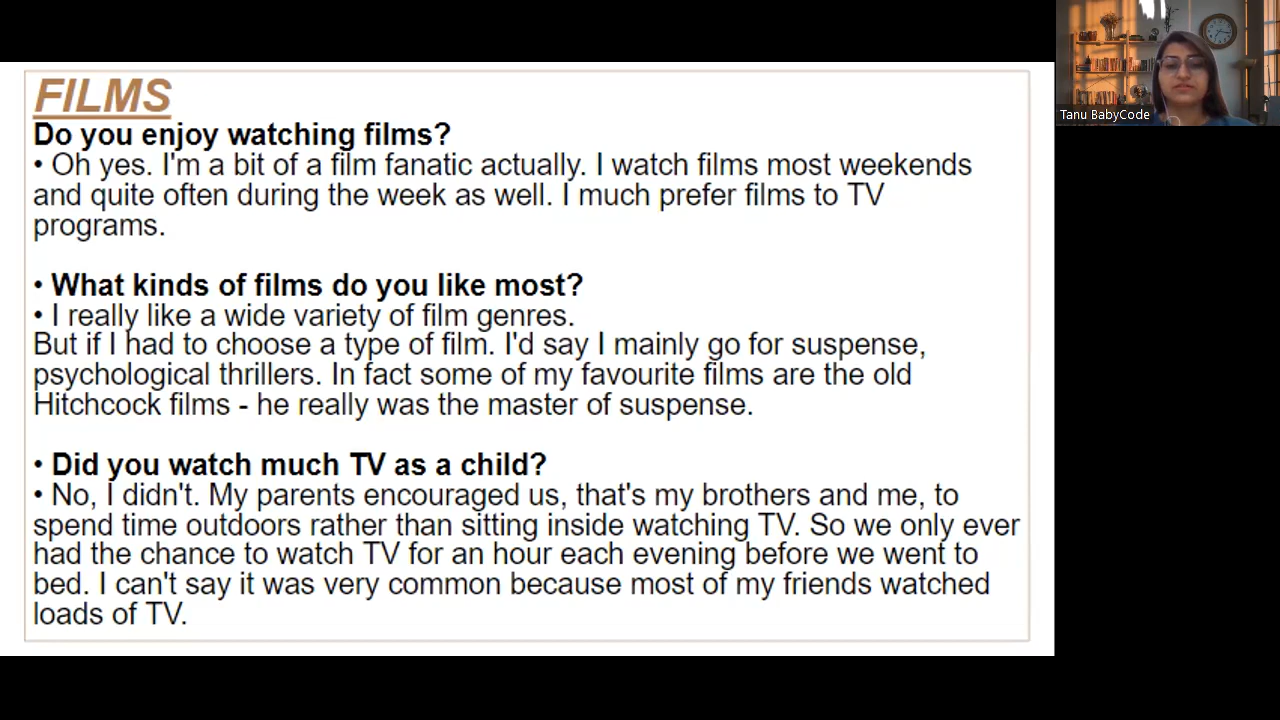 FILMS
Do you enjoy watching films?
• Oh yes. I'm a bit of a film fanatic actually. I watch films most weekends
and quite often during the week as well. I much prefer films to TV
programs.
• What kinds of films do you like most?
• I really like a wide variety of film genres.
But if I had to choose a type of film. I'd say I mainly go for suspense,
psychological thrillers. In fact some of my favourite films are the old
Hitchcock films - he really was the master of suspense.
• Did you watch much TV as a child?
• No, I didn't. My parents encouraged us, that's my brothers and me, to
spend time outdoors rather than sitting inside watching TV. So we only ever
had the chance to watch TV for an hour each evening before we went to
bed. I can't say it was very common because most of my friends watched
loads of TV.
Tanu BabyCode